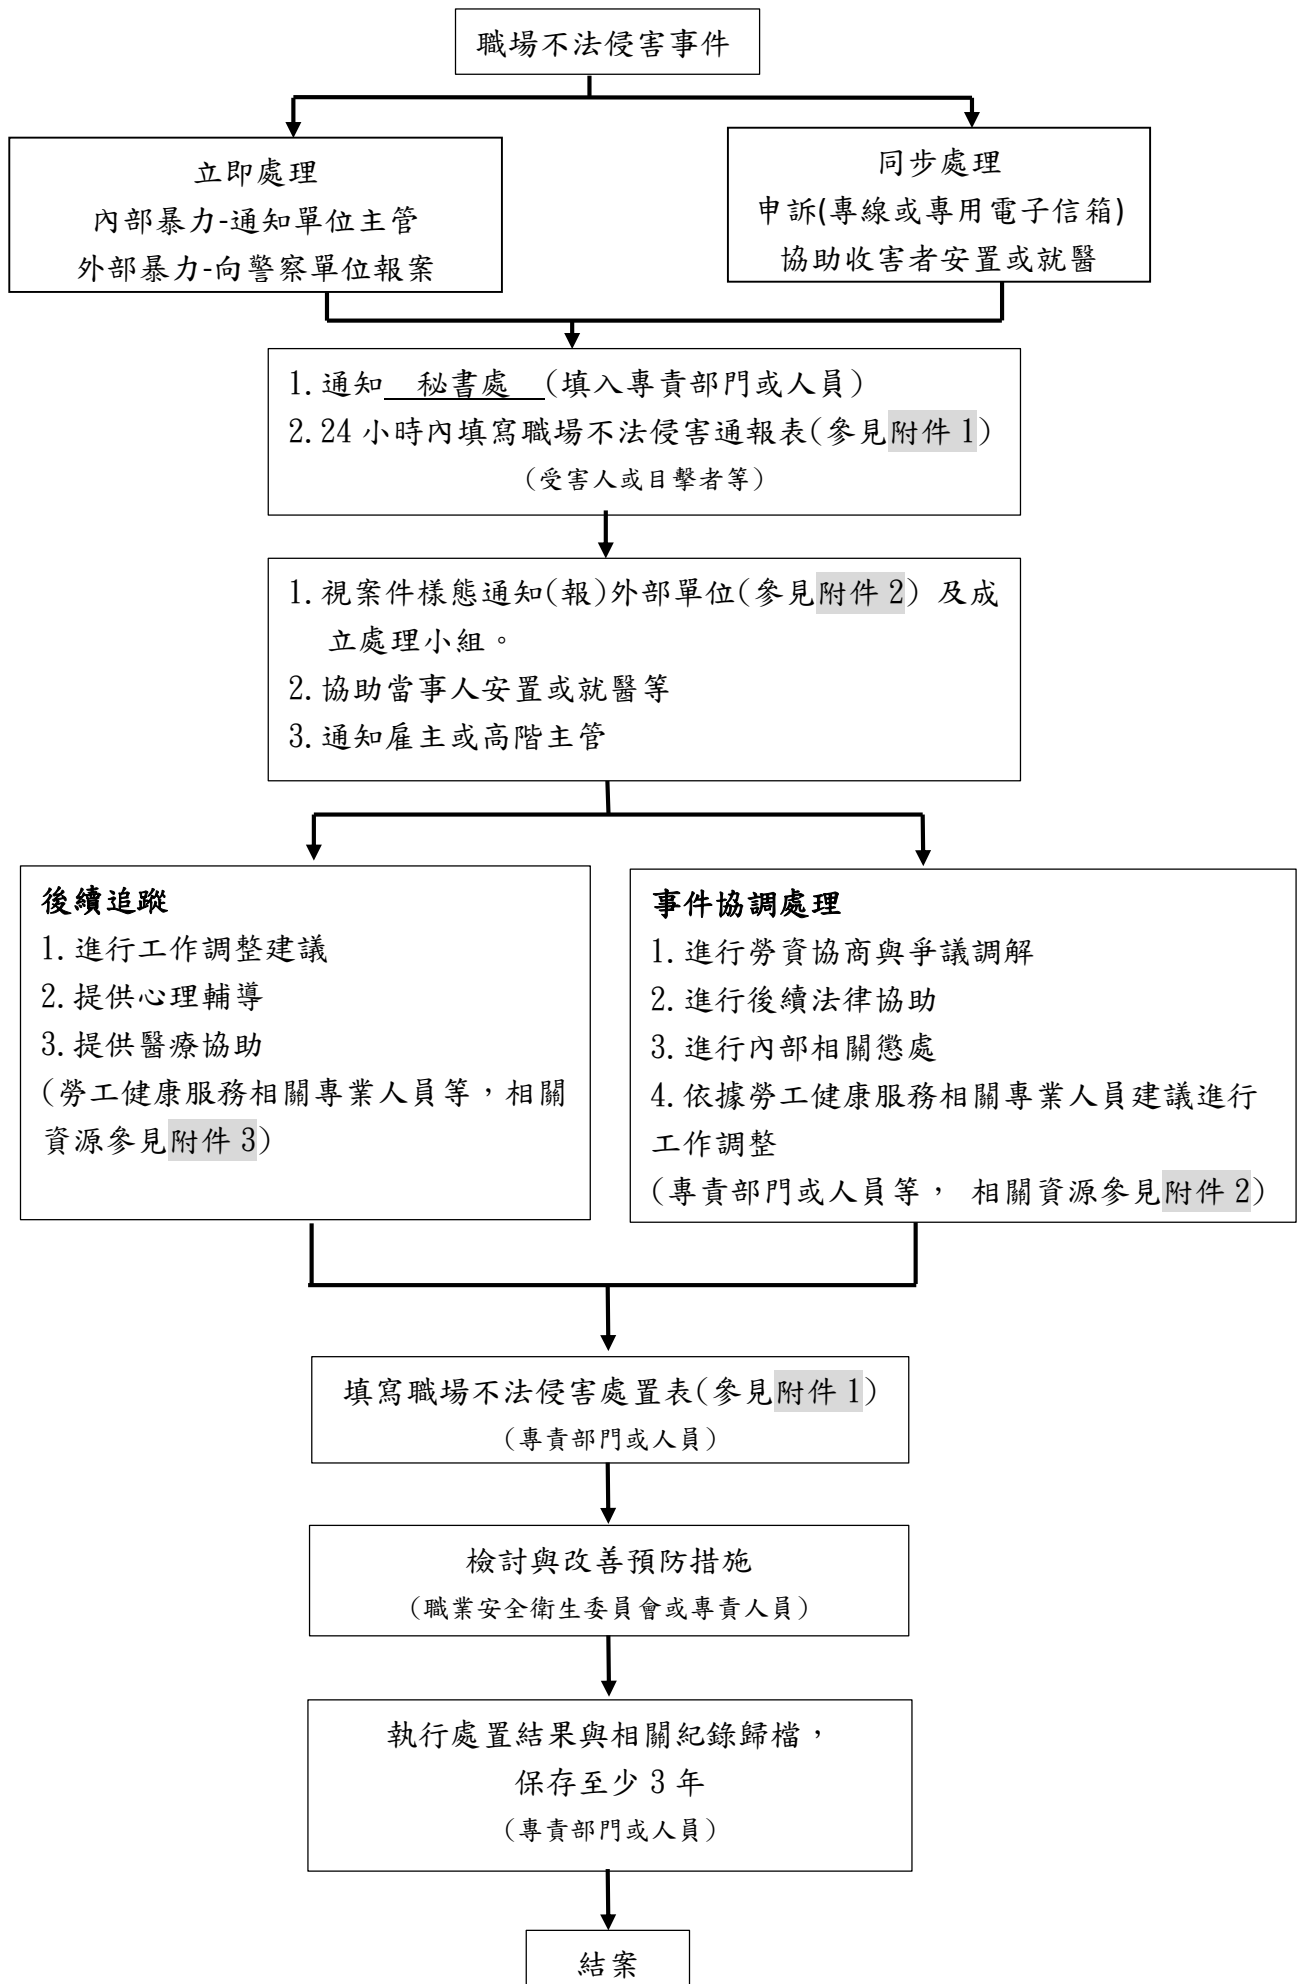 職場不法侵害事件
立即處理
內部暴力-通知單位主管
外部暴力-向警察單位報案
同步處理
申訴(專線或專用電子信箱)
協助收害者安置或就醫
1.通知　秘書處　(填入專責部門或人員)
2.24 小時內填寫職場不法侵害通報表(參見附件 1)
(受害人或目擊者等)
1.視案件樣態通知(報)外部單位(參見附件 2) 及成
立處理小組。
2.協助當事人安置或就醫等
3.通知雇主或高階主管
後續追蹤
1.進行工作調整建議
2.提供心理輔導
3.提供醫療協助
(勞工健康服務相關專業人員等，相關
資源參見附件 3)
事件協調處理
1.進行勞資協商與爭議調解
2.進行後續法律協助
3.進行內部相關懲處
4.依據勞工健康服務相關專業人員建議進行
工作調整
(專責部門或人員等， 相關資源參見附件 2)
填寫職場不法侵害處置表(參見附件 1)
(專責部門或人員)
檢討與改善預防措施
(職業安全衛生委員會或專責人員)
執行處置結果與相關紀錄歸檔，
保存至少 3 年
(專責部門或人員)
結案